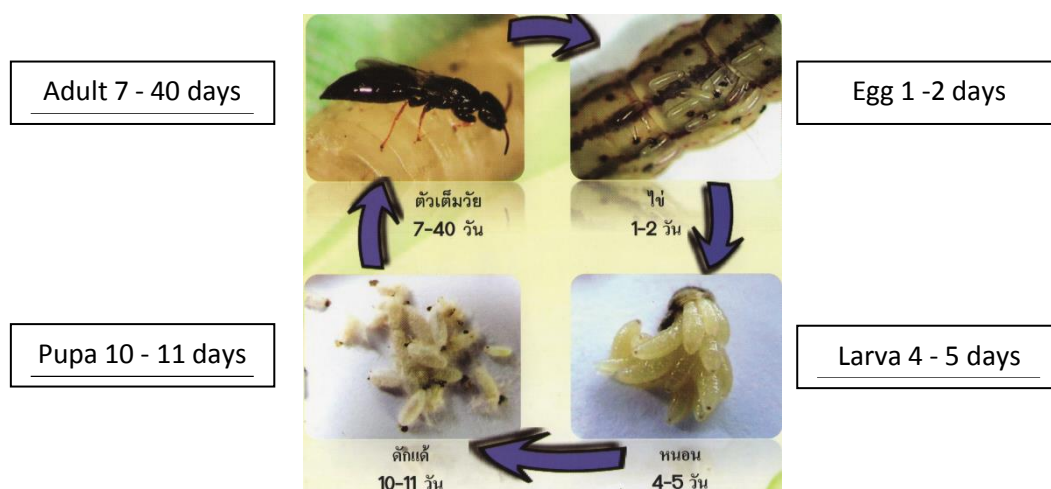 Adult 7 - 40 days
Egg 1 -2 days
ตัวเต็มวัย
7-40 วัน
ไข่
1-2 วัน
Pupa 10 - 11 days
Larva 4 - 5 days
ดักแด้
10-11 วัน
หนอน
4-5 วัน